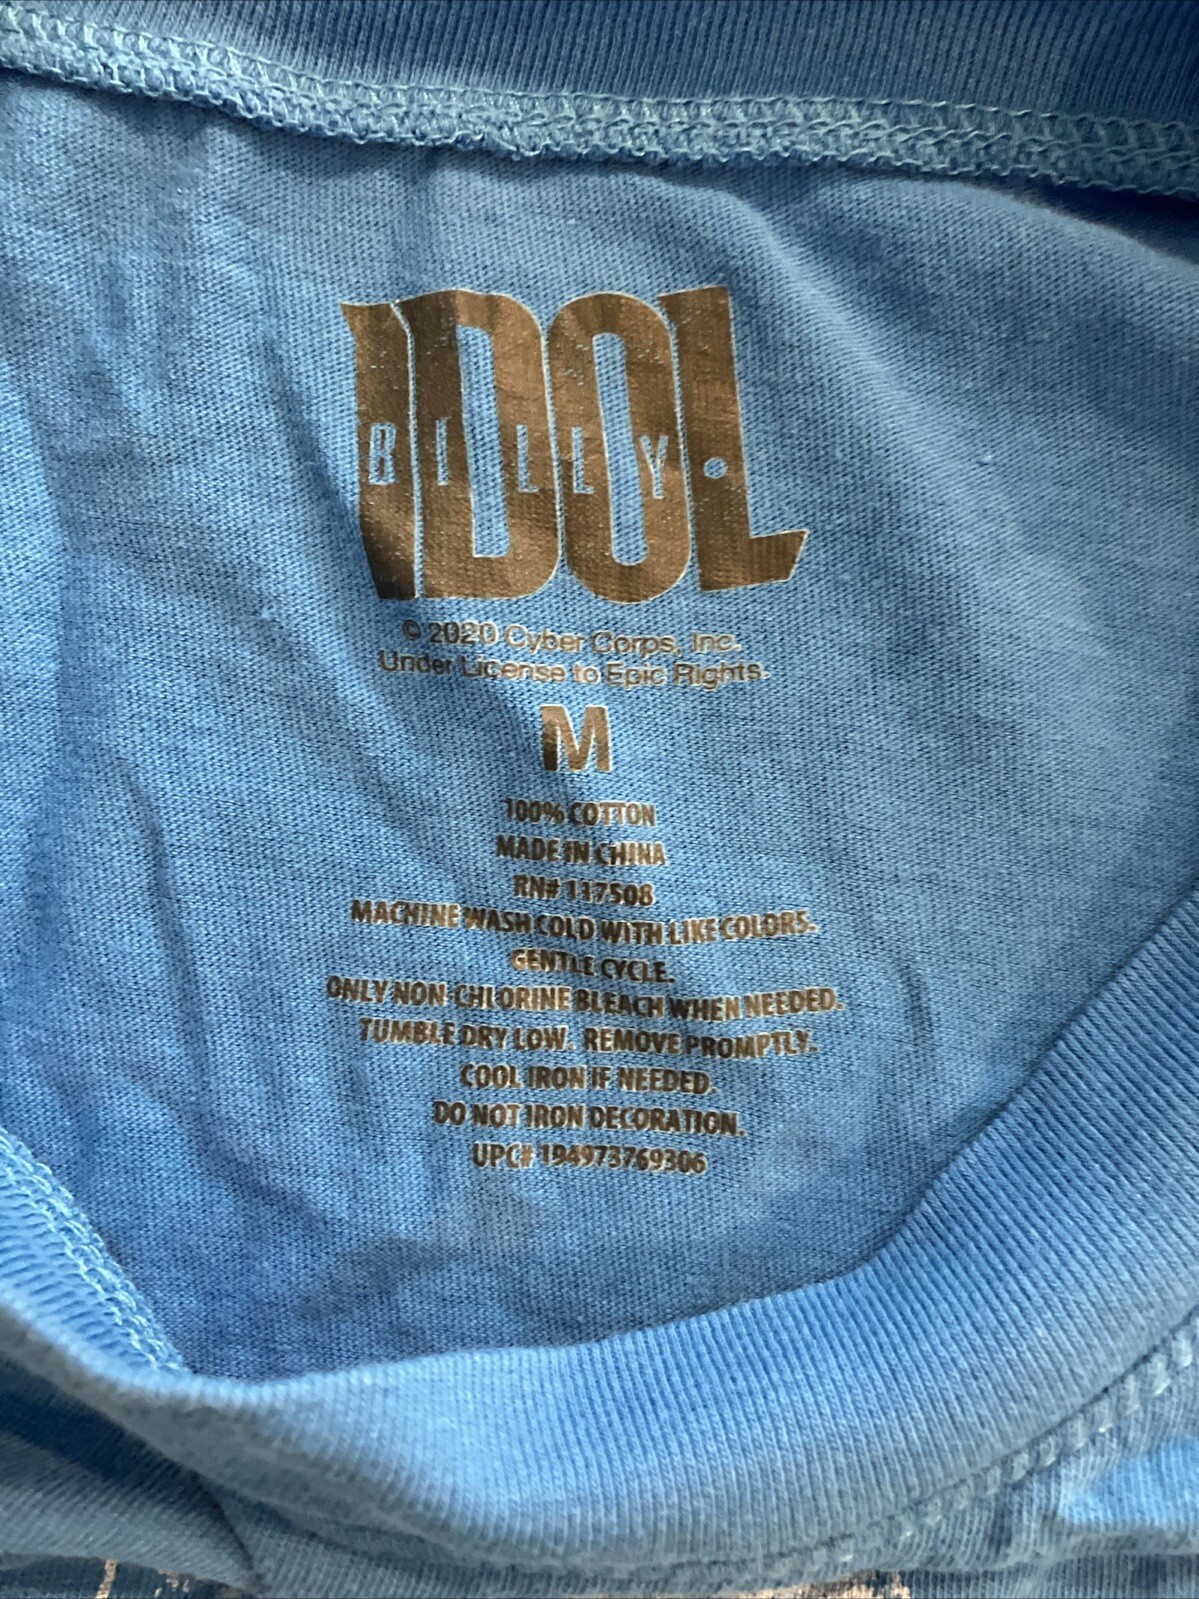 IDOL
BILLY•
© 2020 Cyber Corps, Inc.
Under License to Epic Rights.
M
100% COTTON
MADE IN CHINA
RN# 117508
MACHINE WASH COLD WITH LIKE COLORS.
GENTLE CYCLE.
ONLY NON-CHLORINE BLEACH WHEN NEEDED.
TUMBLE DRY LOW. REMOVE PROMPTLY.
COOL IRON IF NEEDED.
DO NOT IRON DECORATION.
UPC# 194973769306